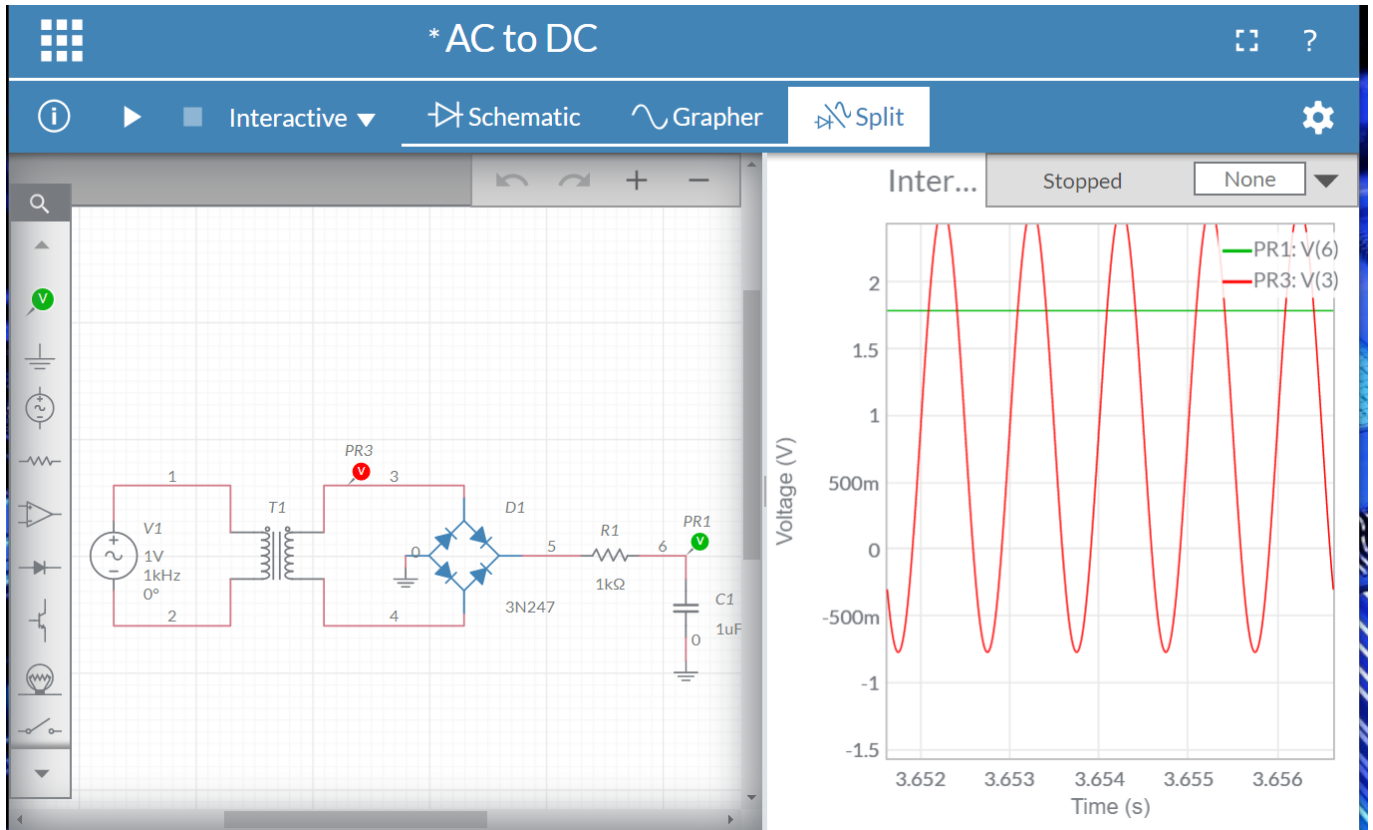 * AC to DC
?
i
Interactive
Schematic
Grapher
Split
Inter...
Stopped
None
V
PR3
V
1
3
T1
D1
V1
1V
1kHz
0°
0
5
R1
1kΩ
6
PR1
V
2
4
3N247
C1
1uF
0
PR1: V(6)
PR3: V(3)
2
1.5
1
500m
0
-500m
-1
-1.5
Voltage (V)
3.652 3.653 3.654 3.655 3.656
Time (s)